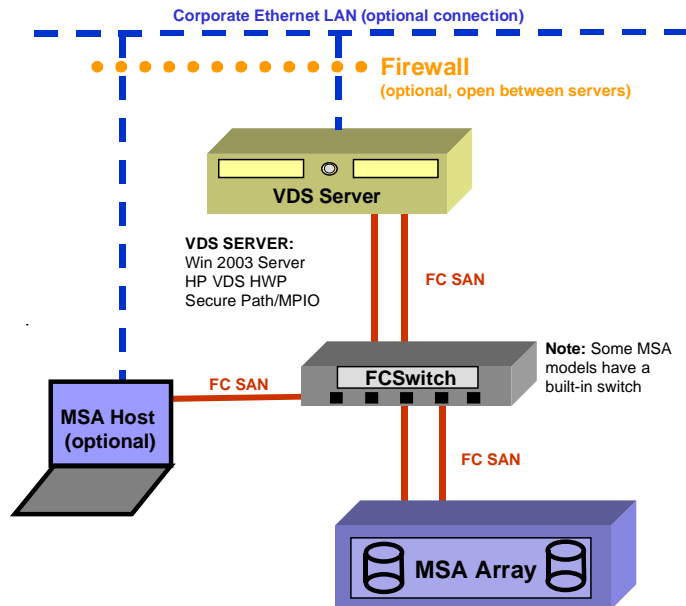 Corporate Ethernet LAN (optional connection)
Firewall
(optional, open between servers)
VDS Server
VDS SERVER:
Win 2003 Server
HP VDS HWP
Secure Path/MPIO
FC SAN
Note: Some MSA
models have a
built-in switch
FCSwitch
FC SAN
MSA Host
(optional)
FC SAN
MSA Array